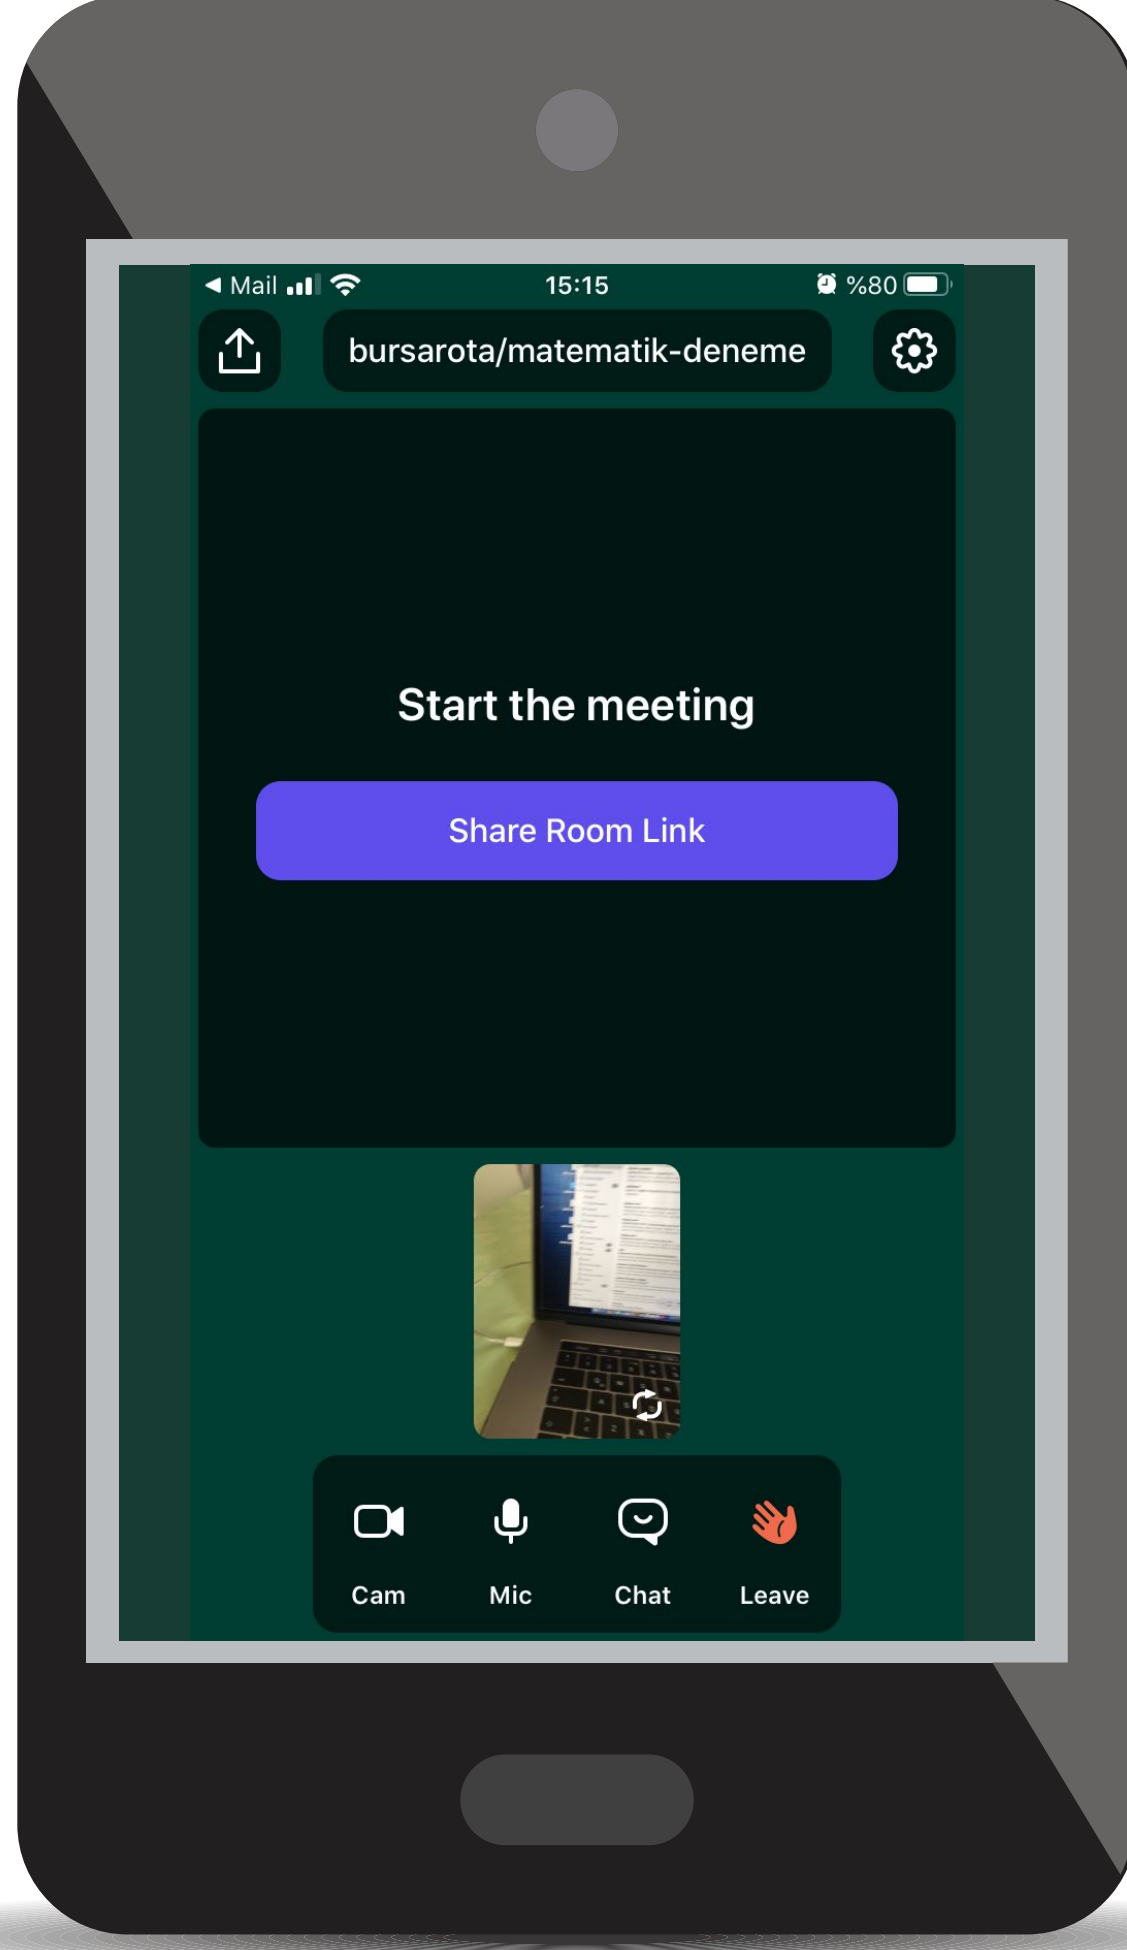 Mail 15:15 %80
bursarota/matematik-deneme
Start the meeting
Share Room Link
Cam Mic Chat Leave